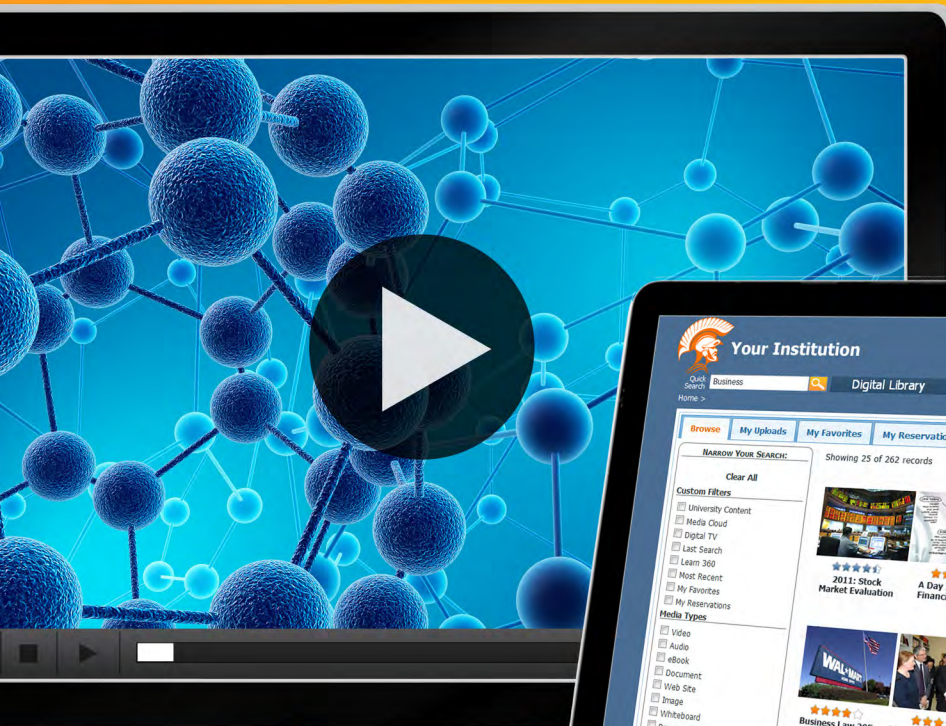 Your Institution
Quick Search
Business
Digital Library
Home >
Browse
My Uploads
My Favorites
NARROW YOUR SEARCH:
Showing 25 of 262 records
Clear All
Custom Filters
University Content
Media Cloud
Digital TV
Last Search
Learn 360
Most Recent
My Favorites
My Reservations
Media Types
Video
Audio
eBook
Document
Web Site
Image
Whiteboard
2011: Stock
Market Evaluation
A Day
WAL★MART
Business Law